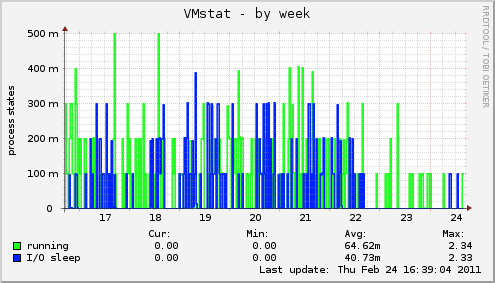 VMstat - by week
RRDTOOL / TOBI OETIKER
process states
500 m
400 m
300 m
200 m
100 m
0
17 18 19 20 21 22 23 24
Cur: Min: Avg: Max:
running 0.00 0.00 64.62m 2.34
I/O sleep 0.00 0.00 40.73m 2.33
Last update: Thu Feb 24 16:39:04 2011